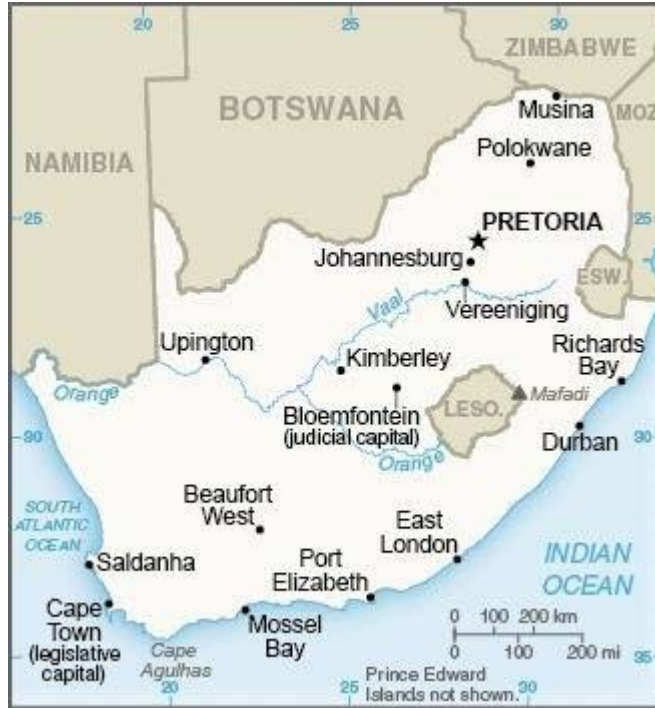 20
25
30
ZIMBABWE
BOTSWANA
Musina
MOZ
Polokwane
NAMIBIA
25
PRETORIA
25
Johannesburg
ESW.
Vaal
Vereeniging
Upington
Kimberley
Richards
Bay
Orange
Bloemfontein
(judicial capital)
LESO.
Mafadi
30
Orange
Durban
30
Beaufort
West
SOUTH
ATLANTIC
OCEAN
East
London
Saldanha
Port
Elizabeth
INDIAN
OCEAN
Cape
Town
(legislative
capital)
Mossel
Bay
Cape
Agulhas
0 100 200 km
0 100 200 mi
Prince Edward
Islands not shown.
35
20
25
30